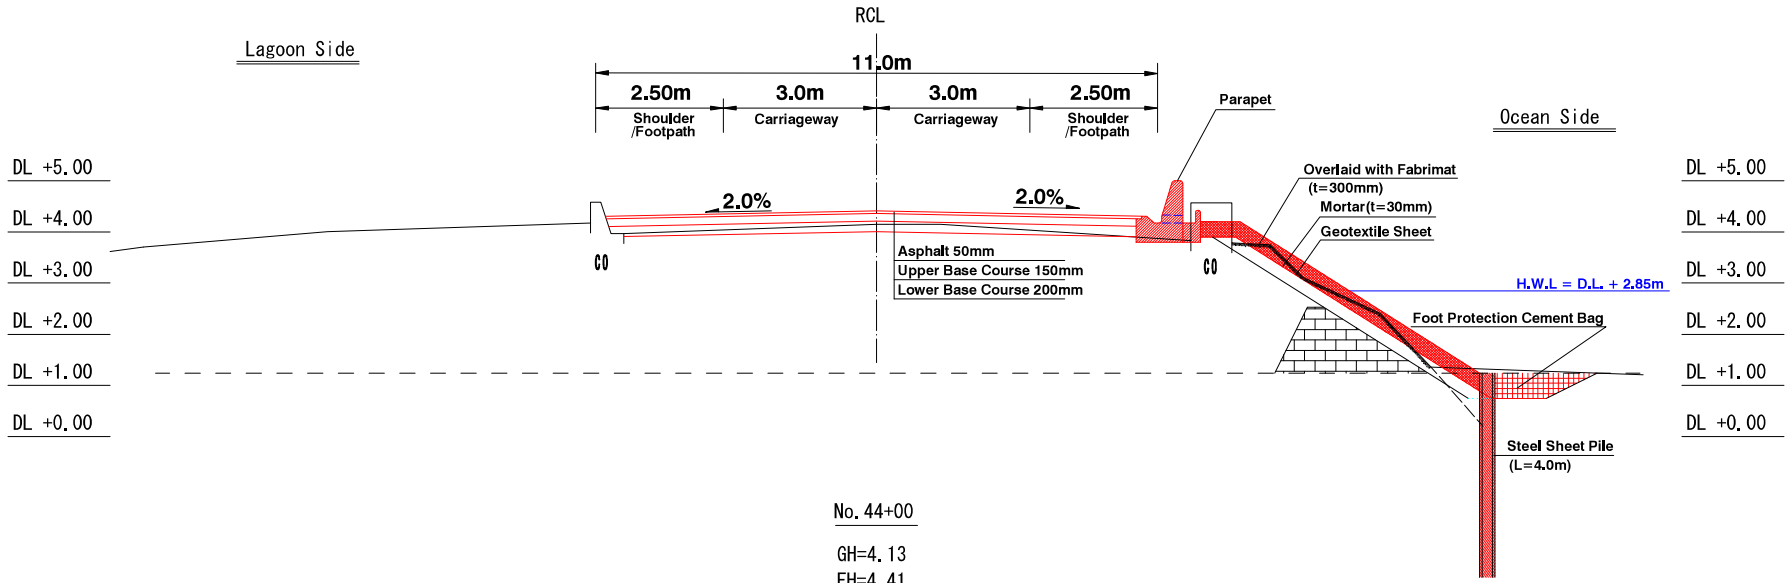 RCL
Lagoon Side
11.0m
2.50m
3.0m
3.0m
2.50m
Shoulder
/Footpath
Carriageway
Carriageway
Shoulder
/Footpath
Parapet
Ocean Side
DL +5.00
DL +4.00
DL +3.00
DL +2.00
DL +1.00
DL +0.00
2.0%
2.0%
Overlaid with Fabrimat
(t=300mm)
Mortar(t=30mm)
Geotextile Sheet
CO
CO
Asphalt 50mm
Upper Base Course 150mm
Lower Base Course 200mm
H.W.L = D.L. + 2.85m
Foot Protection Cement Bag
Steel Sheet Pile
(L=4.0m)
DL +5.00
DL +4.00
DL +3.00
DL +2.00
DL +1.00
DL +0.00
No.44+00
GH=4.13
FH=4.41